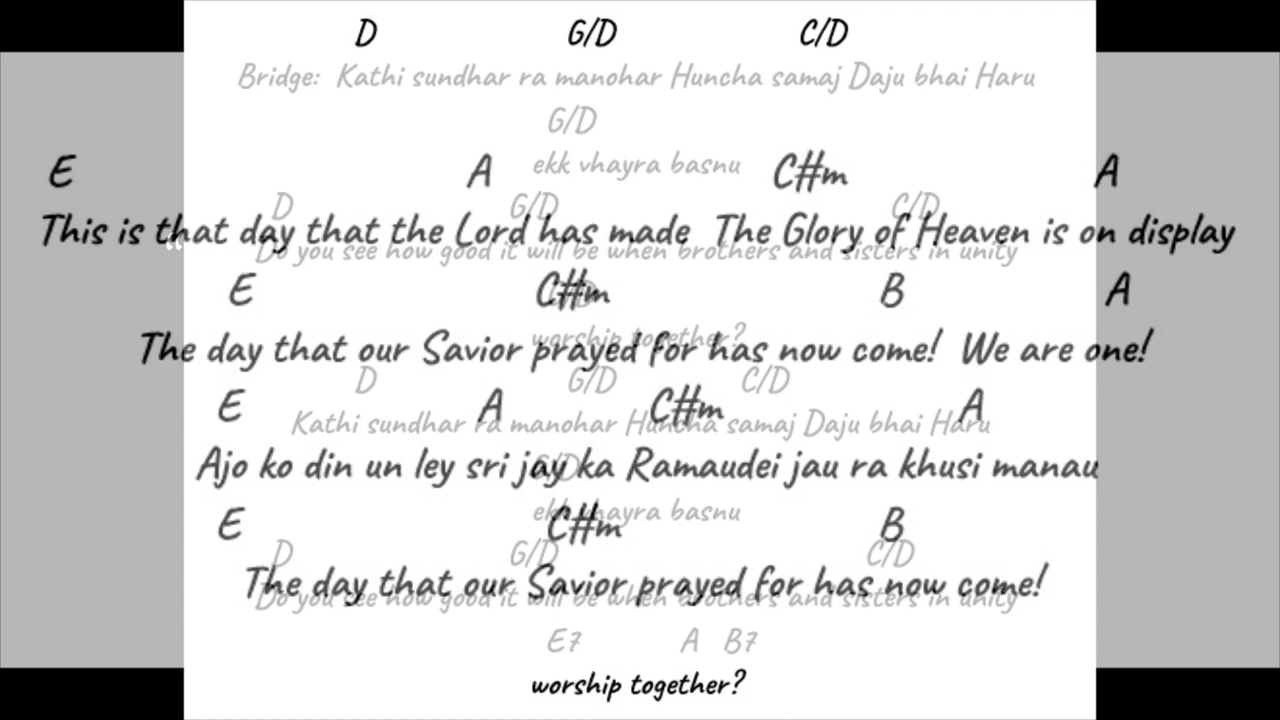 D G/D C/D
Bridge: Kathi sundhar ra manohar Huncha samaj Daju bhai Haru
G/D
ekk vhayra basnu
E A C#m A
D G/D C/D
This is that day that the Lord has made The Glory of Heaven is on display
Do you see how good it will be when brothers and sisters in unity
E C#m B A
worship together?
The day that our Savior prayed for has now come! We are one!
D G/D C/D
E A C#m A
Kathi sundhar ra manohar Huncha samaj Daju bhai Haru
Ajo ko din un ley sri jay ka Ramaudei jau ra khusi manau
G/D
ekk vhayra basnu
E C#m B
D G/D C/D
The day that our Savior prayed for has now come!
Do you see how good it will be when brothers and sisters in unity
E7 A B7
worship together?